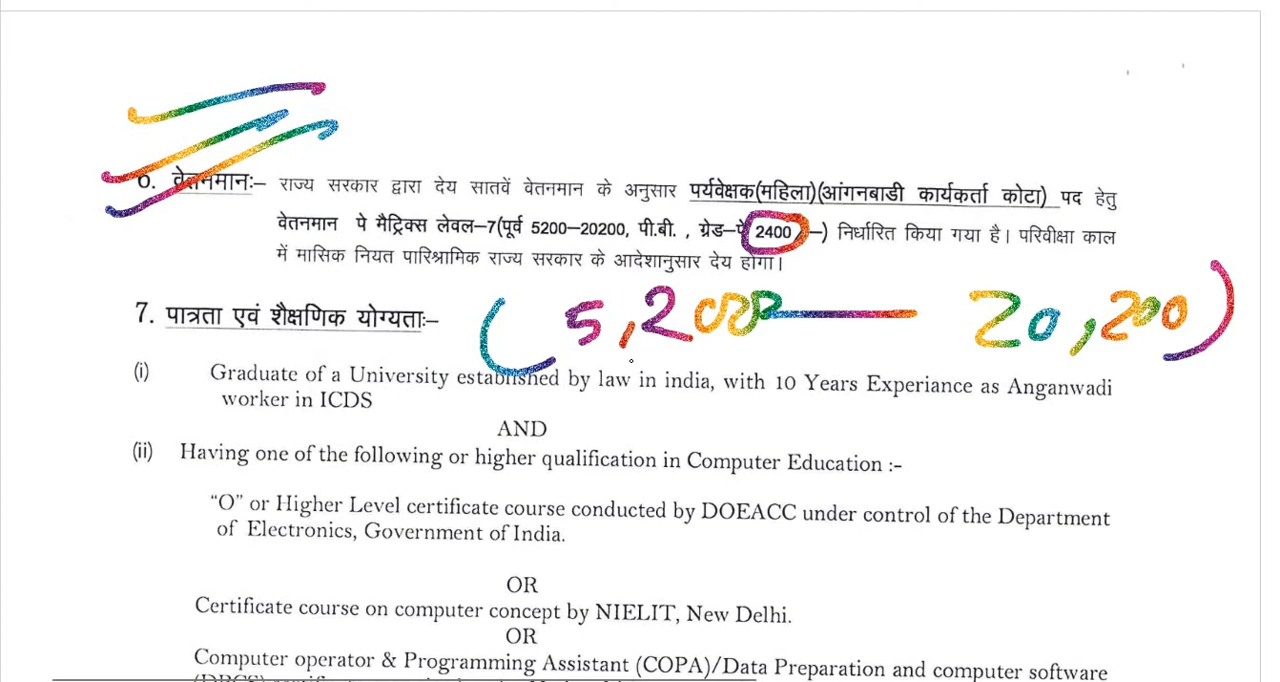 6. वेतनमानः– राज्य सरकार द्वारा देय सातवें वेतनमान के अनुसार पर्यवेक्षक(महिला)(आंगनबाडी कार्यकर्ता कोटा) पद हेतु
वेतनमान पे मैट्रिक्स लेवल–7(पूर्व 5200–20200, पी.बी. , ग्रेड–पे 2400 –) निर्धारित किया गया है। परिवीक्षा काल
में मासिक नियत पारिश्रामिक राज्य सरकार के आदेशानुसार देय होगा।
(5,200 — 20,200)
7. पात्रता एवं शैक्षणिक योग्यताः–
(i) Graduate of a University established by law in india, with 10 Years Experiance as Anganwadi
worker in ICDS
AND
(ii) Having one of the following or higher qualification in Computer Education :-
“O” or Higher Level certificate course conducted by DOEACC under control of the Department
of Electronics, Government of India.
OR
Certificate course on computer concept by NIELIT, New Delhi.
OR
Computer operator & Programming Assistant (COPA)/Data Preparation and computer software